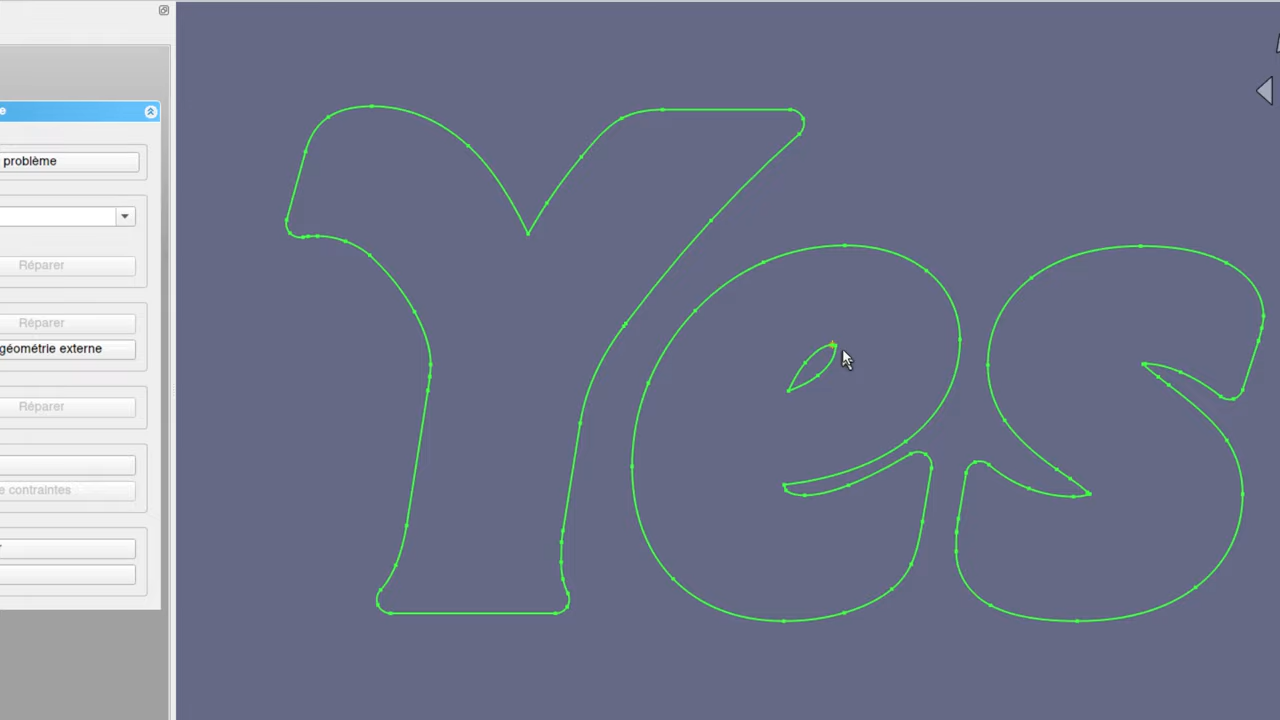 problème
Réparer
Réparer
géométrie externe
Réparer
e contraintes
Yes